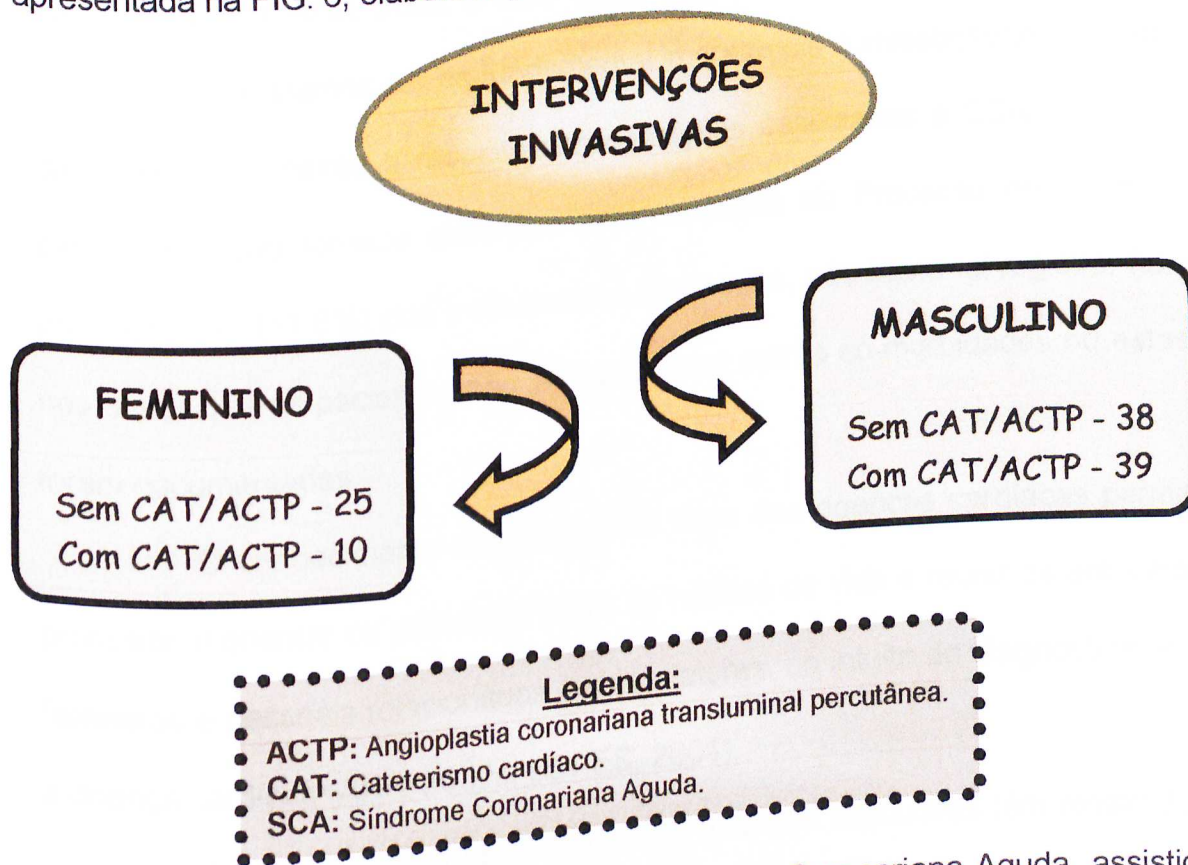 apresentada na FIG. 6,
INTERVENÇÕES
INVASIVAS
FEMININO
Sem CAT/ACTP - 25
Com CAT/ACTP - 10
MASCULINO
Sem CAT/ACTP - 38
Com CAT/ACTP - 39
Legenda:
ACTP: Angioplastia coronariana transluminal percutânea.
CAT: Cateterismo cardíaco.
SCA: Síndrome Coronariana Aguda.
Aguda, assisti